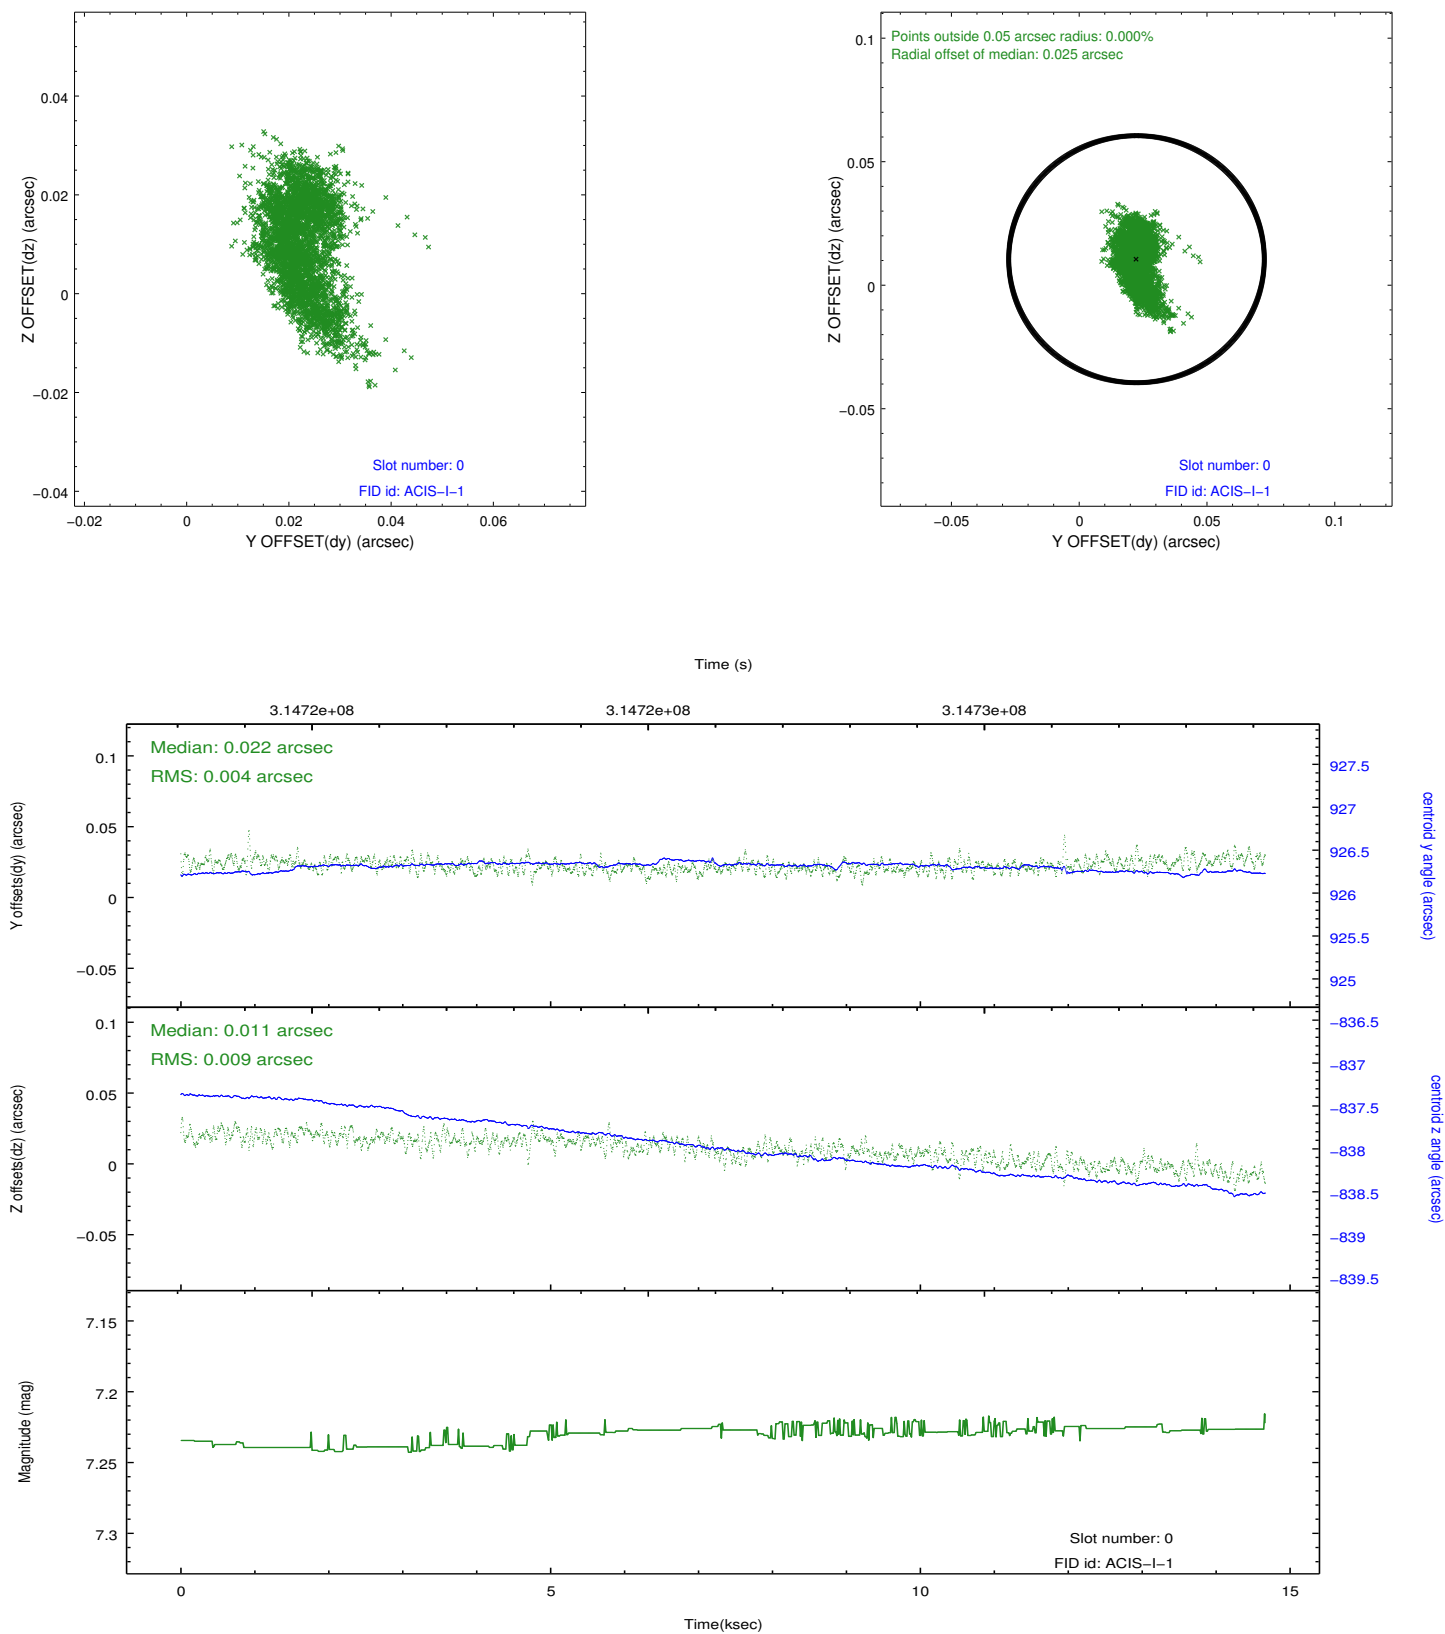 0.04
0.02
0
−0.02
−0.04
Z OFFSET(dz) (arcsec)
Slot number: 0
FID id: ACIS−I−1
−0.02
0
0.02
0.04
0.06
Y OFFSET(dy) (arcsec)
Points outside 0.05 arcsec radius: 0.000%
Radial offset of median: 0.025 arcsec
0.1
0.05
0
−0.05
Z OFFSET(dz) (arcsec)
Slot number: 0
FID id: ACIS−I−1
−0.05
0
0.05
0.1
Y OFFSET(dy) (arcsec)
Time (s)
3.1472e+08
3.1472e+08
3.1473e+08
Median: 0.022 arcsec
RMS: 0.004 arcsec
0.1
0.05
0
−0.05
Y offsets(dy) (arcsec)
927.5
927
926.5
926
925.5
925
centroid y angle (arcsec)
Median: 0.011 arcsec
RMS: 0.009 arcsec
0.1
0.05
0
−0.05
Z offsets(dz) (arcsec)
−836.5
−837
−837.5
−838
−838.5
−839
−839.5
centroid z angle (arcsec)
7.15
7.2
7.25
7.3
Magnitude (mag)
Slot number: 0
FID id: ACIS−I−1
0
5
10
15
Time(ksec)